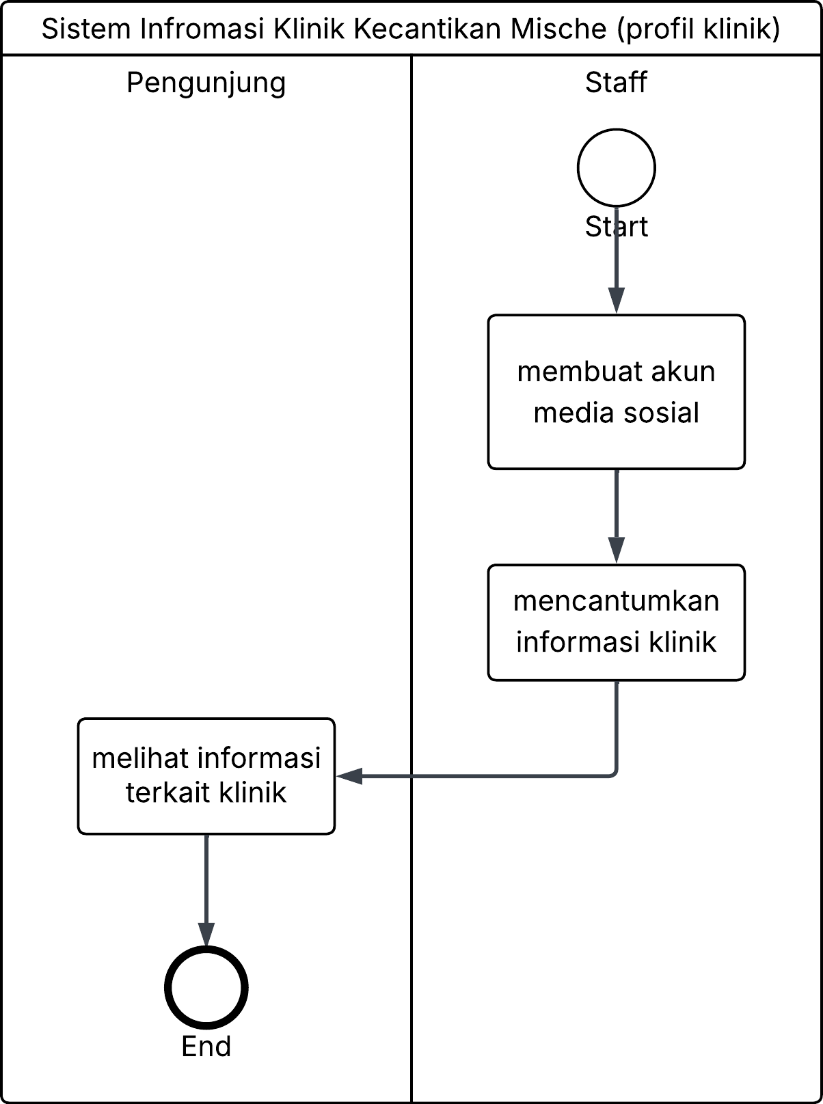 Sistem Infromasi Klinik Kecantikan Mische (profil klinik)
Pengunjung
Staff
Start
membuat akun
media sosial
mencantumkan
informasi klinik
melihat informasi
terkait klinik
End